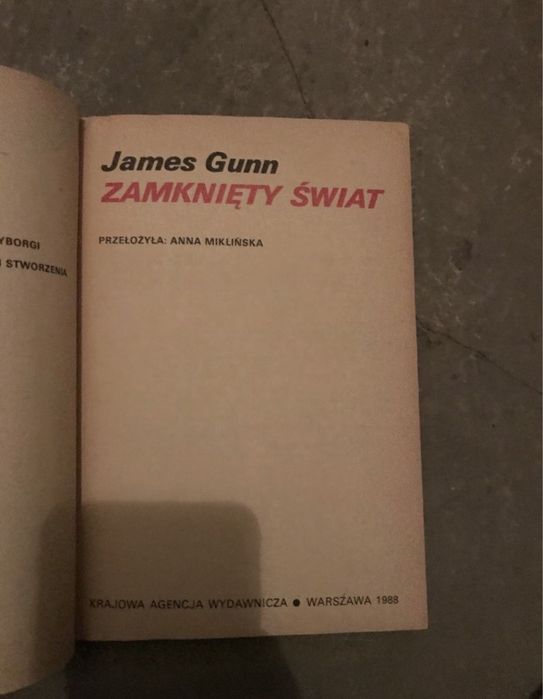 James Gunn
ZAMKNIĘTY ŚWIAT
PRZEŁOŻYŁA: ANNA MIKLIŃSKA
YBORGI
I STWORZENIA
KRAJOWA AGENCJA WYDAWNICZA ● WARSZAWA 1988